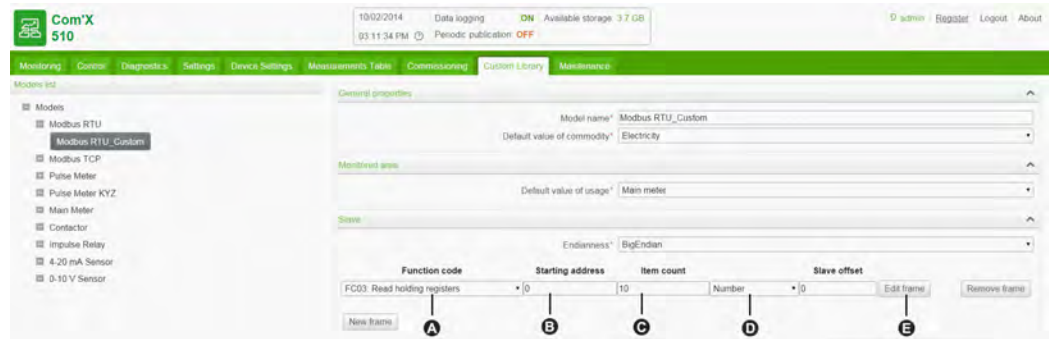 Com'X
510
10/02/2014 Data logging ON Available storage 3.7 GB
03:11:34 PM Periodic publication OFF
admin Register Logout About
Monitoring Control Diagnostics Settings Device Settings Measurements Table Commissioning Custom Library Maintenance
Models list
Models
Modbus RTU
Modbus RTU_Custom
Modbus TCP
Pulse Meter
Pulse Meter KYZ
Main Meter
Contactor
Impulse Relay
4-20 mA Sensor
0-10 V Sensor
General properties
Model name* Modbus RTU_Custom
Default value of commodity* Electricity
Monitored area
Default value of usage* Main meter
Slave
Endianness* BigEndian
Function code Starting address Item count Slave offset
FC03: Read holding registers 0 10 Number 0 Edit frame Remove frame
New frame
A B C D E